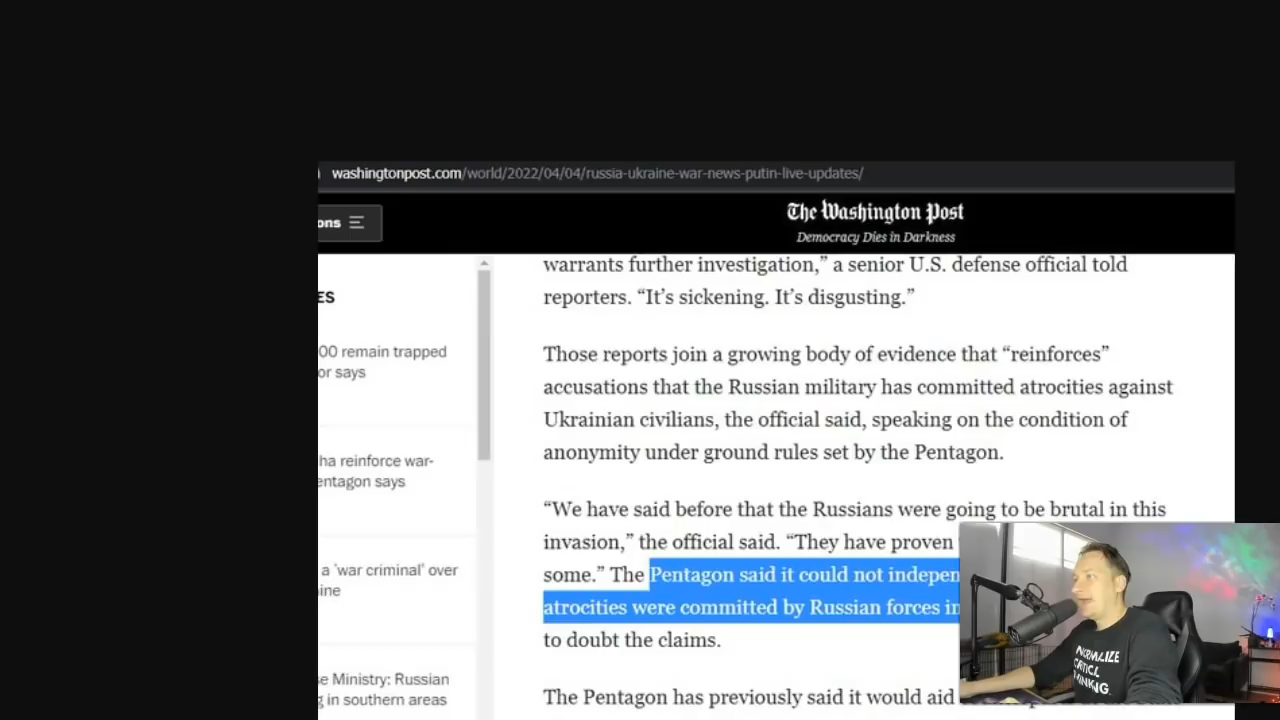 washingtonpost.com/world/2022/04/04/russia-ukraine-war-news-putin-live-updates/
ons
The Washington Post
Democracy Dies in Darkness
ES
00 remain trapped
or says
ha reinforce war-
entagon says
a 'war criminal' over
ine
se Ministry: Russian
g in southern areas
warrants further investigation,” a senior U.S. defense official told
reporters. “It’s sickening. It’s disgusting.”
Those reports join a growing body of evidence that “reinforces”
accusations that the Russian military has committed atrocities against
Ukrainian civilians, the official said, speaking on the condition of
anonymity under ground rules set by the Pentagon.
“We have said before that the Russians were going to be brutal in this
invasion,” the official said. “They have proven
some.” The Pentagon said it could not indepen
atrocities were committed by Russian forces in
to doubt the claims.
The Pentagon has previously said it would aid
NORMALIZE
CRITICAL
THINKING